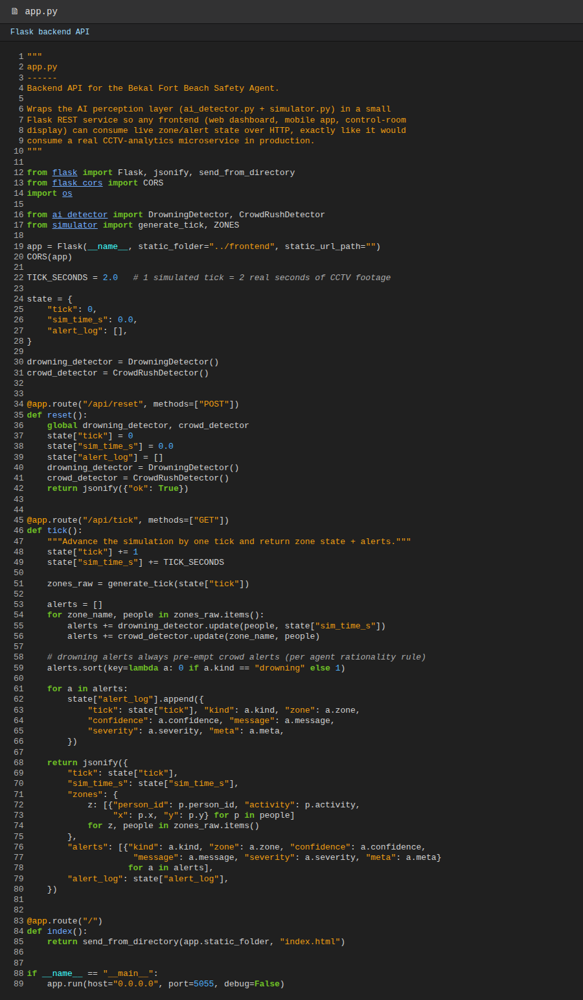 app.py
Flask backend API
1 """
2 app.py
3 ------
4 Backend API for the Bekal Fort Beach Safety Agent.
5
6 Wraps the AI perception layer (ai_detector.py + simulator.py) in a small
7 Flask REST service so any frontend (web dashboard, mobile app, control-room
8 display) can consume live zone/alert state over HTTP, exactly like it would
9 consume a real CCTV-analytics microservice in production.
10 """
11
12 from flask import Flask, jsonify, send_from_directory
13 from flask_cors import CORS
14 import os
15
16 from ai_detector import DrowningDetector, CrowdRushDetector
17 from simulator import generate_tick, ZONES
18
19 app = Flask(__name__, static_folder="../frontend", static_url_path="")
20 CORS(app)
21
22 TICK_SECONDS = 2.0   # 1 simulated tick = 2 real seconds of CCTV footage
23
24 state = {
25     "tick": 0,
26     "sim_time_s": 0.0,
27     "alert_log": [],
28 }
29
30 drowning_detector = DrowningDetector()
31 crowd_detector = CrowdRushDetector()
32
33
34 @app.route("/api/reset", methods=["POST"])
35 def reset():
36     global drowning_detector, crowd_detector
37     state["tick"] = 0
38     state["sim_time_s"] = 0.0
39     state["alert_log"] = []
40     drowning_detector = DrowningDetector()
41     crowd_detector = CrowdRushDetector()
42     return jsonify({"ok": True})
43
44
45 @app.route("/api/tick", methods=["GET"])
46 def tick():
47     """Advance the simulation by one tick and return zone state + alerts."""
48     state["tick"] += 1
49     state["sim_time_s"] += TICK_SECONDS
50
51     zones_raw = generate_tick(state["tick"])
52
53     alerts = []
54     for zone_name, people in zones_raw.items():
55         alerts += drowning_detector.update(people, state["sim_time_s"])
56         alerts += crowd_detector.update(zone_name, people)
57
58     # drowning alerts always pre-empt crowd alerts (per agent rationality rule)
59     alerts.sort(key=lambda a: 0 if a.kind == "drowning" else 1)
60
61     for a in alerts:
62         state["alert_log"].append({
63             "tick": state["tick"], "kind": a.kind, "zone": a.zone,
64             "confidence": a.confidence, "message": a.message,
65             "severity": a.severity, "meta": a.meta,
66         })
67
68     return jsonify({
69         "tick": state["tick"],
70         "sim_time_s": state["sim_time_s"],
71         "zones": {
72             z: [{"person_id": p.person_id, "activity": p.activity,
73                  "x": p.x, "y": p.y} for p in people]
74             for z, people in zones_raw.items()
75         },
76         "alerts": [{"kind": a.kind, "zone": a.zone, "confidence": a.confidence,
77                      "message": a.message, "severity": a.severity, "meta": a.meta}
78                     for a in alerts],
79         "alert_log": state["alert_log"],
80     })
81
82
83 @app.route("/")
84 def index():
85     return send_from_directory(app.static_folder, "index.html")
86
87
88 if __name__ == "__main__":
89     app.run(host="0.0.0.0", port=5055, debug=False)